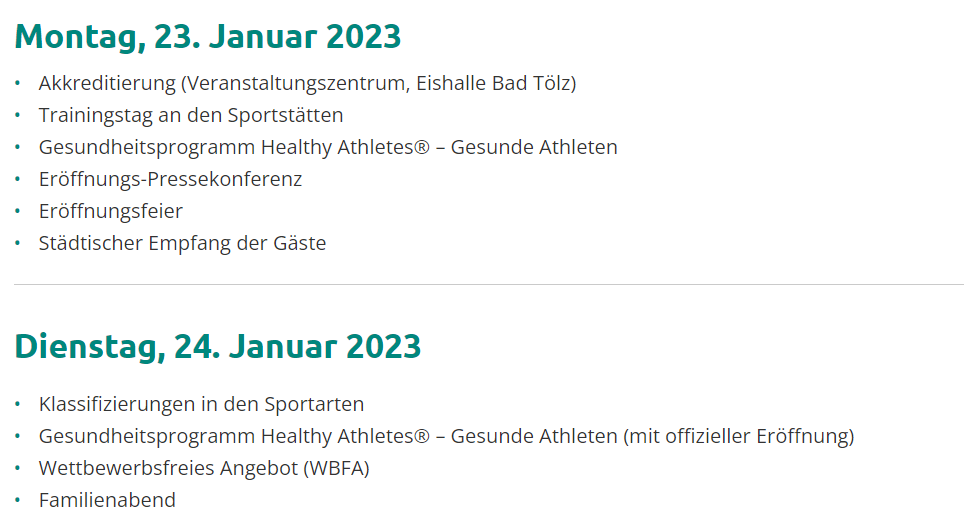 Montag, 23. Januar 2023
• Akkreditierung (Veranstaltungszentrum, Eishalle Bad Tölz)
• Trainingstag an den Sportstätten
• Gesundheitsprogramm Healthy Athletes® – Gesunde Athleten
• Eröffnungs-Pressekonferenz
• Eröffnungsfeier
• Städtischer Empfang der Gäste
Dienstag, 24. Januar 2023
• Klassifizierungen in den Sportarten
• Gesundheitsprogramm Healthy Athletes® – Gesunde Athleten (mit offizieller Eröffnung)
• Wettbewerbsfreies Angebot (WBFA)
• Familienabend